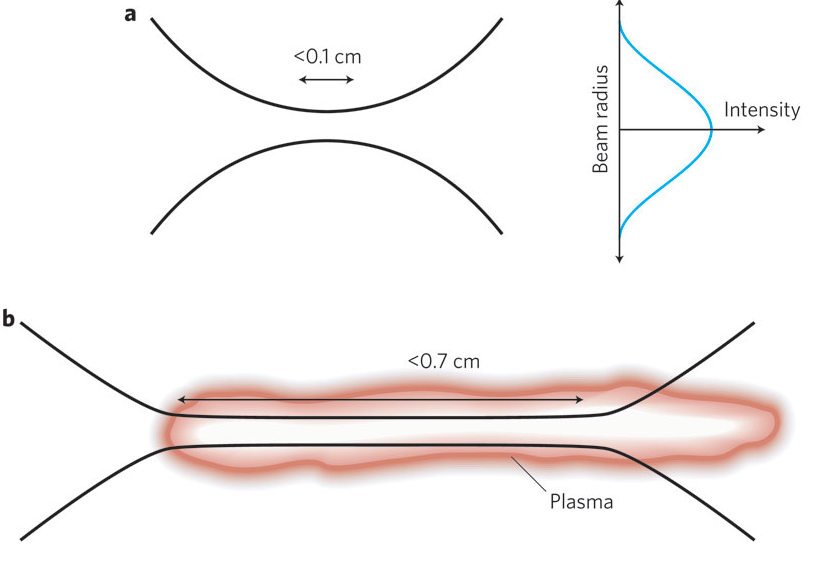 a
<0.1 cm
Beam radius
Intensity
b
<0.7 cm
Plasma